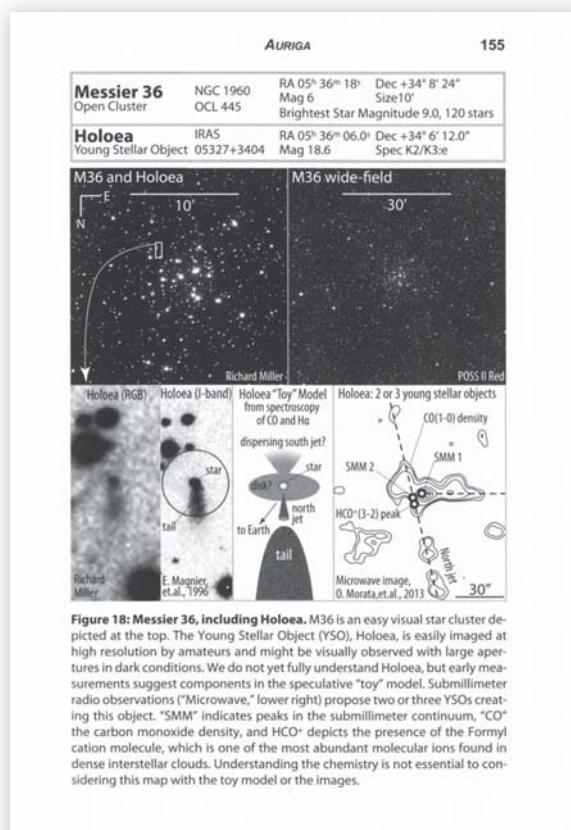 AURIGA 155
Messier 36
Open Cluster
NGC 1960
OCL 445
RA 05ʰ 36ᵐ 18ˢ Dec +34° 8' 24"
Mag 6 Size10'
Brightest Star Magnitude 9.0, 120 stars
Holoea
Young Stellar Object
IRAS
05327+3404
RA 05ʰ 36ᵐ 06.0ˢ Dec +34° 6' 12.0"
Mag 18.6 Spec K2/K3:e
M36 and Holoea
E
N
10'
Richard Miller
M36 wide-field
30'
POSS II Red
Holoea (RGB)
Richard
Miller
Holoea (I-band)
star
tail
E. Magnier,
et.al., 1996
Holoea "Toy" Model
from spectroscopy
of CO and Hα
dispersing south jet?
star
disk?
north
jet
to Earth
tail
Holoea: 2 or 3 young stellar objects
CO(1-0) density
SMM 1
SMM 2
HCO⁺(3-2) peak
North jet
Microwave image,
O. Morata,et.al., 2013
30"
Figure 18: Messier 36, including Holoea. M36 is an easy visual star cluster de-
picted at the top. The Young Stellar Object (YSO), Holoea, is easily imaged at
high resolution by amateurs and might be visually observed with large aper-
tures in dark conditions. We do not yet fully understand Holoea, but early mea-
surements suggest components in the speculative "toy" model. Submillimeter
radio observations ("Microwave," lower right) propose two or three YSOs creat-
ing this object. "SMM" indicates peaks in the submillimeter continuum, "CO"
the carbon monoxide density, and HCO⁺ depicts the presence of the Formyl
cation molecule, which is one of the most abundant molecular ions found in
dense interstellar clouds. Understanding the chemistry is not essential to con-
sidering this map with the toy model or the images.